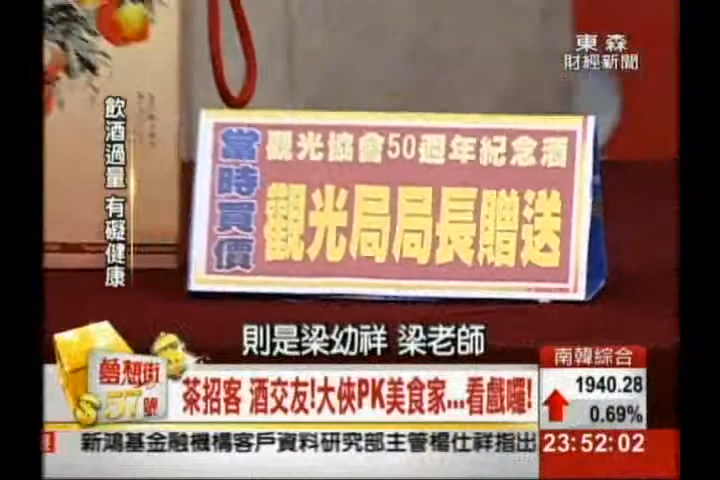 東森
財經新聞
飲酒過量 有礙健康
當時買價
觀光協會50週年紀念酒
觀光局局長贈送
則是梁幼祥 梁老師
夢想街
57號
茶招客 酒交友!大俠PK美食家...看戲囉!
南韓綜合
1940.28
0.69%
新鴻基金融機構客戶資料研究部主管楊仕祥指出
23:52:02